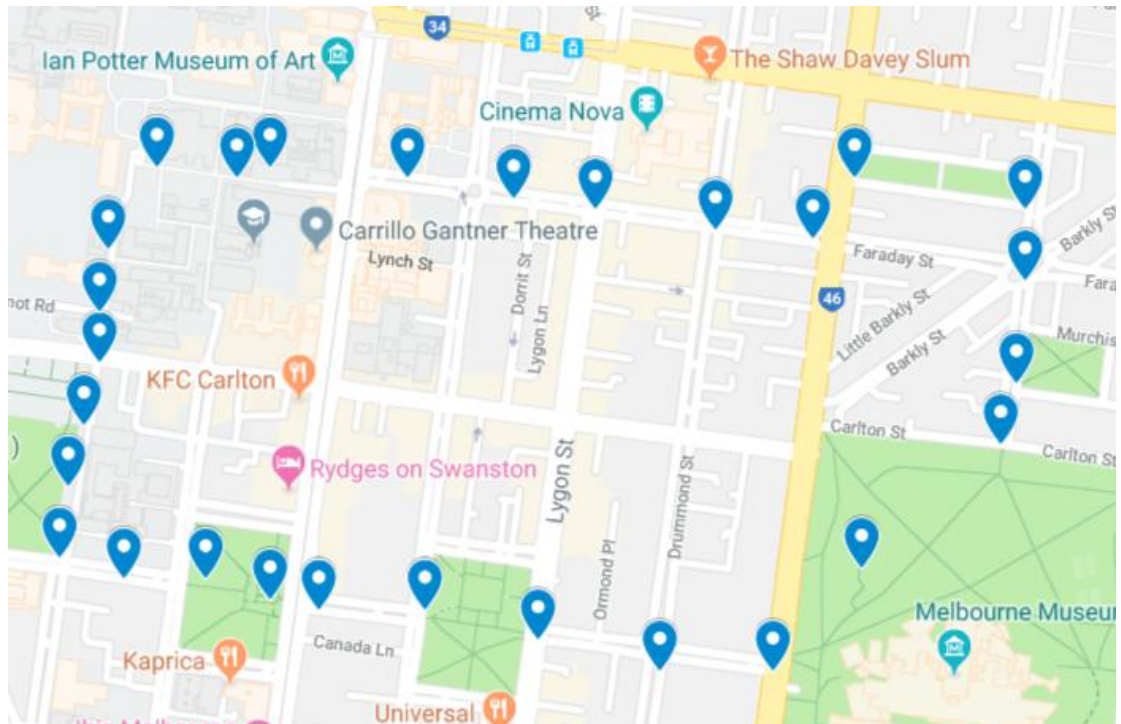 34
Ian Potter Museum of Art
The Shaw Davey Slum
Cinema Nova
Carrillo Gantner Theatre
Lynch St
Dorrit St
Lygon Ln
Faraday St
Barkly St
Fara
not Rd
46
Little Barkly St
Barkly St
Murchis
KFC Carlton
Carlton St
Carlton St
)
Rydges on Swanston
Lygon St
Drummond St
Ormond Pl
Melbourne Museum
Canada Ln
Kaprica
Universal